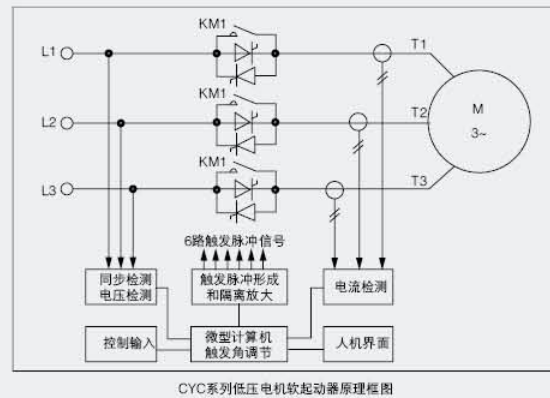 KM1
L1
T1
KM1
L2
T2
M
3~
KM1
L3
T3
6路触发脉冲信号
同步检测
电压检测
触发脉冲形成
和隔离放大
电流检测
控制输入
微型计算机
触发角调节
人机界面
CYC系列低压电机软起动器原理框图